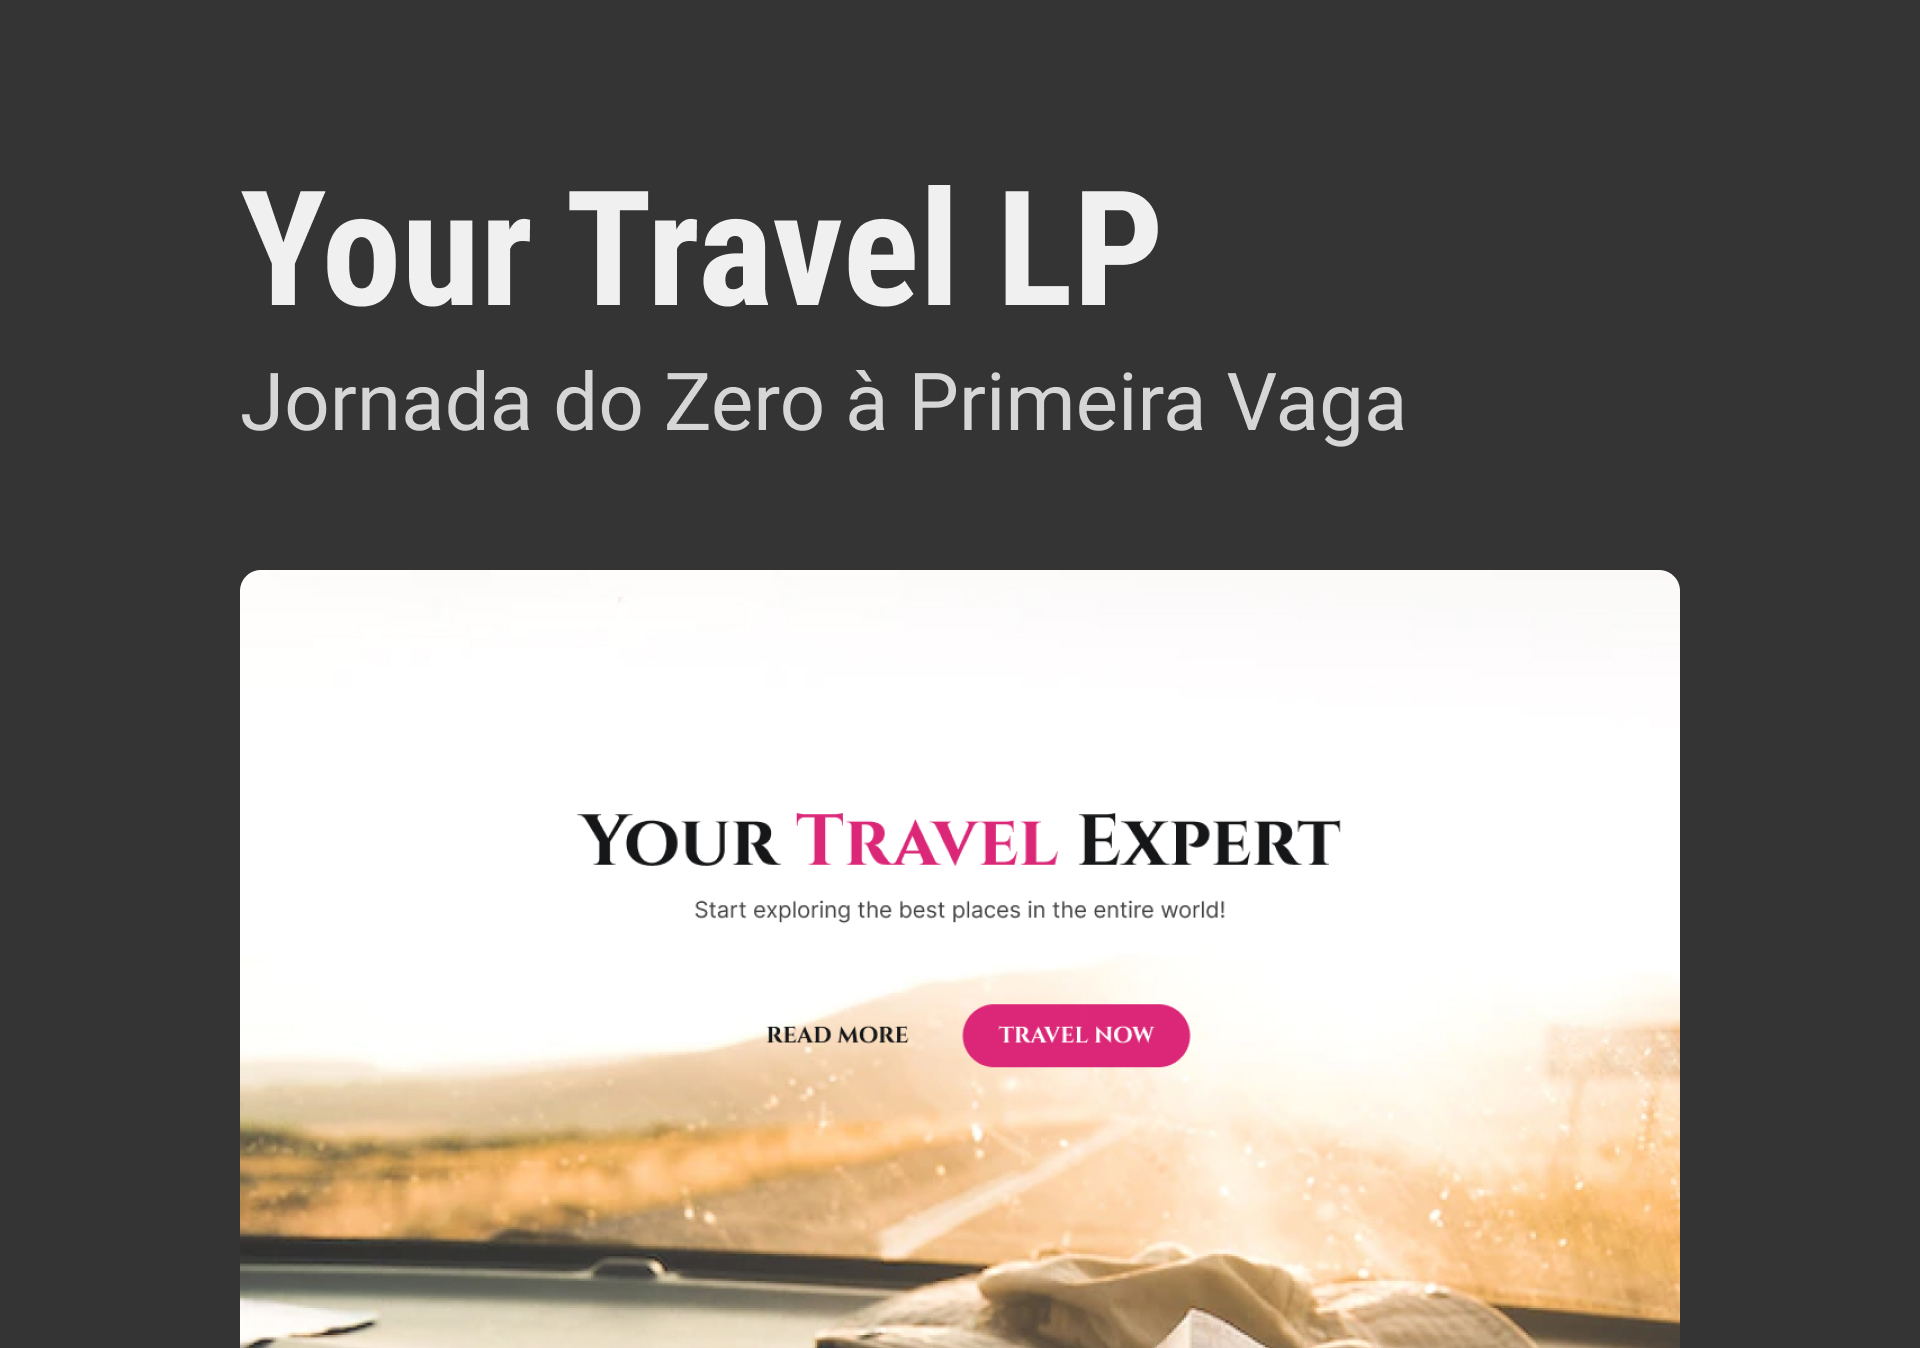 Your Travel LP
Jornada do Zero à Primeira Vaga
Your Travel Expert
Start exploring the best places in the entire world!
READ MORE
TRAVEL NOW